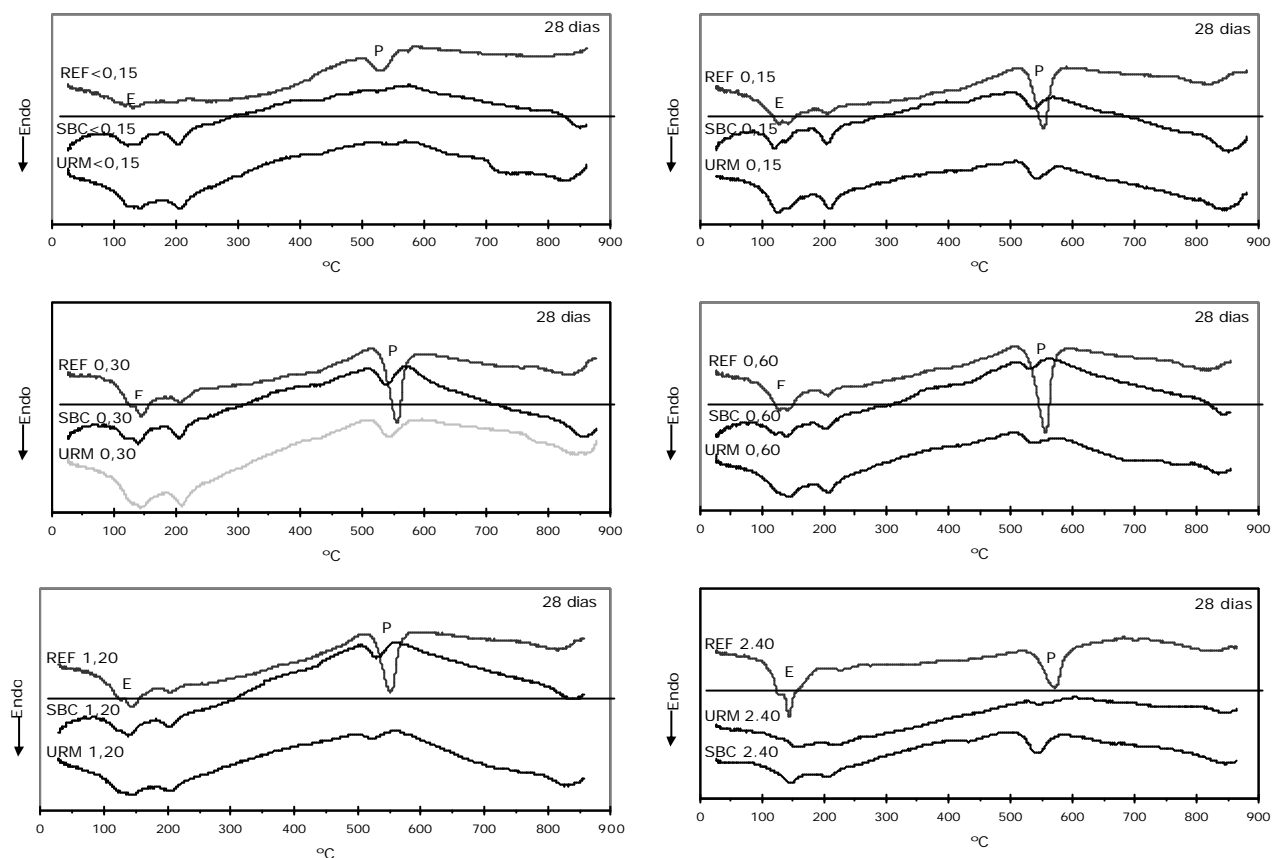 28 dias
P
REF<0,15
E
SBC<0,15
URM<0,15
Endo
0 100 200 300 400 500 600 700 800 900
ºC
28 dias
P
REF 0,15
E
SBC 0,15
URM 0,15
Endo
0 100 200 300 400 500 600 700 800 900
ºC
28 dias
P
REF 0,30
E
SBC 0,30
URM 0,30
Endo
0 100 200 300 400 500 600 700 800 900
ºC
28 dias
P
REF 0,60
E
SBC 0,60
URM 0,60
Endo
0 100 200 300 400 500 600 700 800 900
ºC
28 dias
P
REF 1,20
E
SBC 1,20
URM 1,20
Endo
0 100 200 300 400 500 600 700 800 900
ºC
28 dias
REF 2.40
P
E
URM 2.40
SBC 2.40
Endo
0 100 200 300 400 500 600 700 800 900
ºC